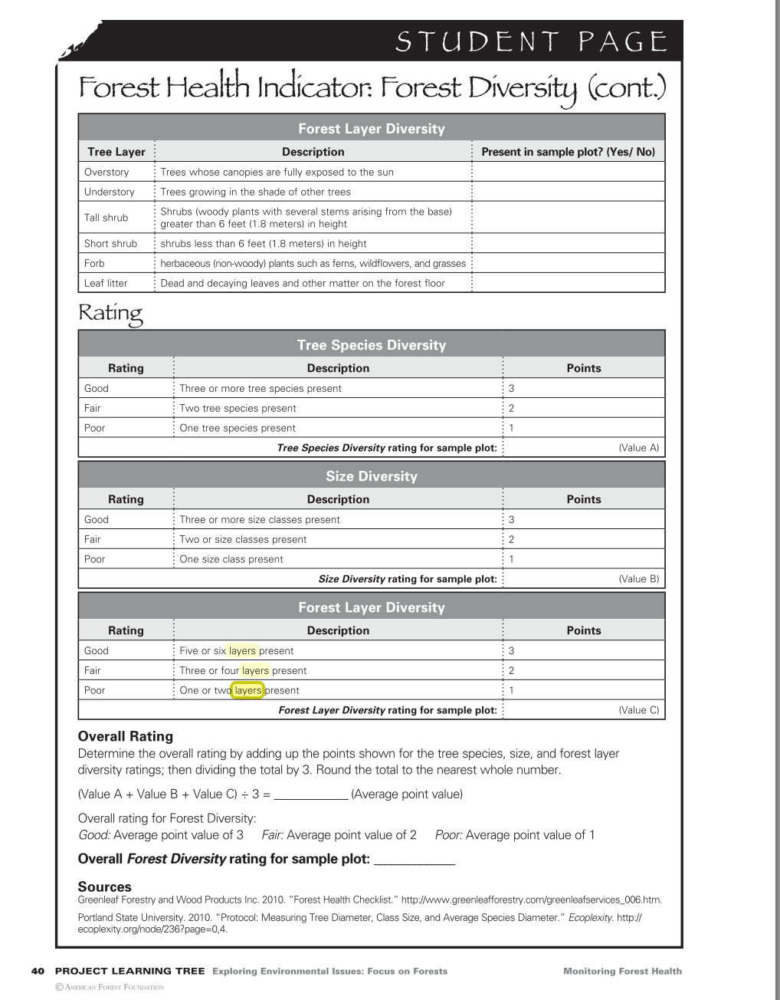 STUDENT PAGE
Forest Health Indicator: Forest Diversity (cont.)
Forest Layer Diversity
Tree Layer Description Present in sample plot? (Yes/ No)
Overstory Trees whose canopies are fully exposed to the sun
Understory Trees growing in the shade of other trees
Tall shrub Shrubs (woody plants with several stems arising from the base)
greater than 6 feet (1.8 meters) in height
Short shrub shrubs less than 6 feet (1.8 meters) in height
Forb herbaceous (non-woody) plants such as ferns, wildflowers, and grasses
Leaf litter Dead and decaying leaves and other matter on the forest floor
Rating
Tree Species Diversity
Rating Description Points
Good Three or more tree species present 3
Fair Two tree species present 2
Poor One tree species present 1
Tree Species Diversity rating for sample plot: (Value A)
Size Diversity
Rating Description Points
Good Three or more size classes present 3
Fair Two or size classes present 2
Poor One size class present 1
Size Diversity rating for sample plot: (Value B)
Forest Layer Diversity
Rating Description Points
Good Five or six layers present 3
Fair Three or four layers present 2
Poor One or two layers present 1
Forest Layer Diversity rating for sample plot: (Value C)
Overall Rating
Determine the overall rating by adding up the points shown for the tree species, size, and forest layer
diversity ratings; then dividing the total by 3. Round the total to the nearest whole number.
(Value A + Value B + Value C) ÷ 3 = ____________ (Average point value)
Overall rating for Forest Diversity:
Good: Average point value of 3 Fair: Average point value of 2 Poor: Average point value of 1
Overall Forest Diversity rating for sample plot: ______________
Sources
Greenleaf Forestry and Wood Products Inc. 2010. “Forest Health Checklist.” http://www.greenleafforestry.com/greenleafservices_006.htm.
Portland State University. 2010. “Protocol: Measuring Tree Diameter, Class Size, and Average Species Diameter.” Ecoplexity. http://
ecoplexity.org/node/236?page=0,4.
40 PROJECT LEARNING TREE Exploring Environmental Issues: Focus on Forests Monitoring Forest Health
© AMERICAN FOREST FOUNDATION